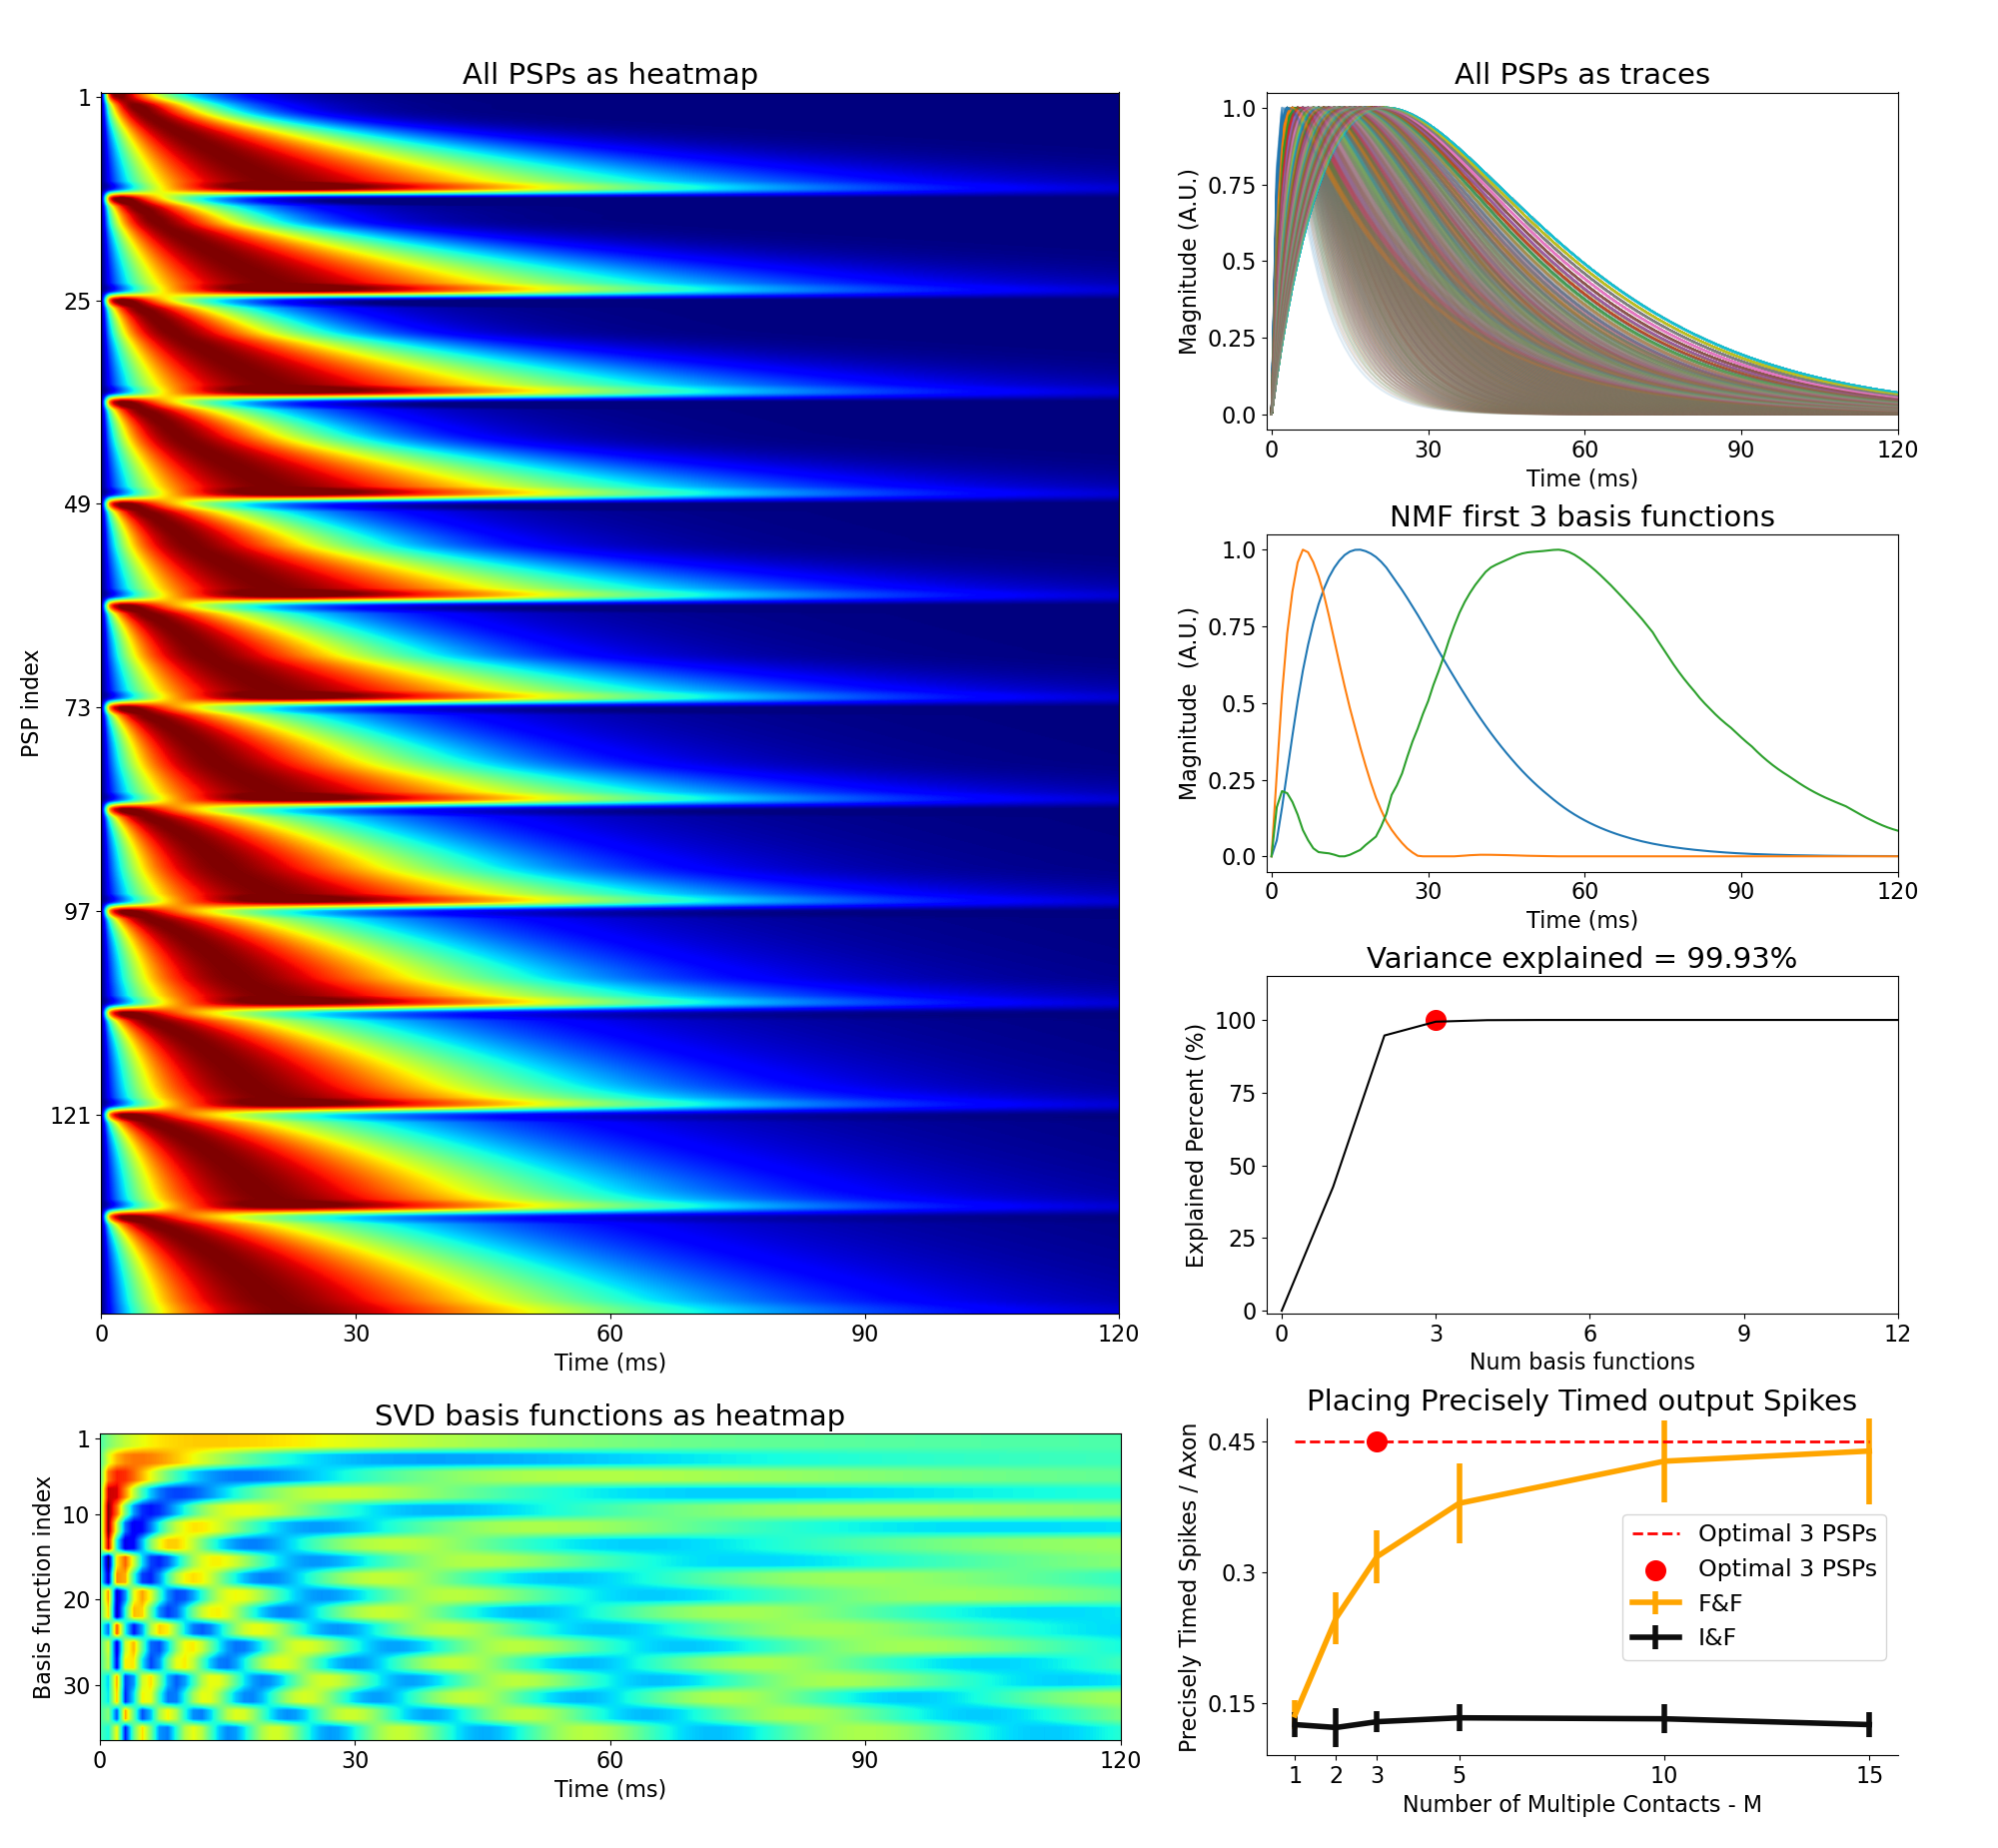 All PSPs as heatmap
PSP index
1
25
49
73
97
121
0 30 60 90 120
Time (ms)
SVD basis functions as heatmap
Basis function index
1
10
20
30
0 30 60 90 120
Time (ms)
All PSPs as traces
Magnitude (A.U.)
1.0
0.75
0.5
0.25
0.0
0 30 60 90 120
Time (ms)
NMF first 3 basis functions
Magnitude (A.U.)
1.0
0.75
0.5
0.25
0.0
0 30 60 90 120
Time (ms)
Variance explained = 99.93%
Explained Percent (%)
100
75
50
25
0
0 3 6 9 12
Num basis functions
Placing Precisely Timed output Spikes
Precisely Timed Spikes / Axon
0.45
0.3
0.15
Optimal 3 PSPs
Optimal 3 PSPs
F&F
I&F
1 2 3 5 10 15
Number of Multiple Contacts - M